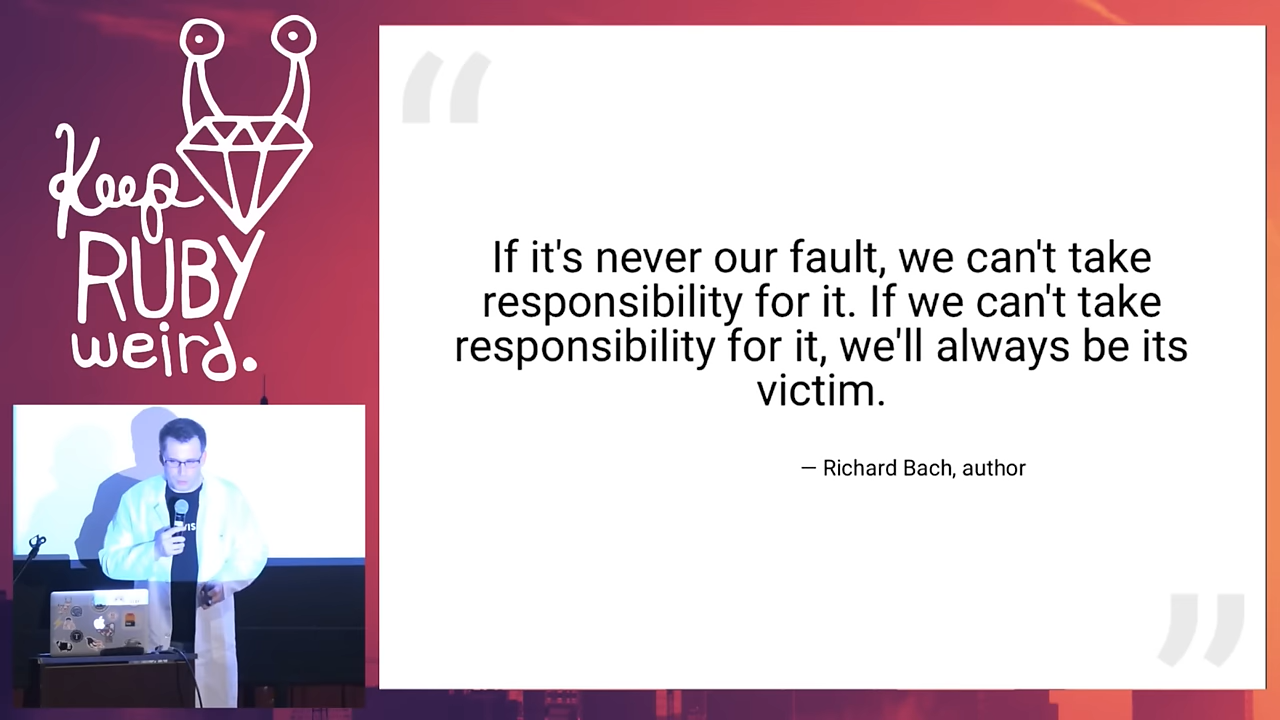 Keep
RUBY
weird.
“
If it's never our fault, we can't take
responsibility for it. If we can't take
responsibility for it, we'll always be its
victim.
— Richard Bach, author
”